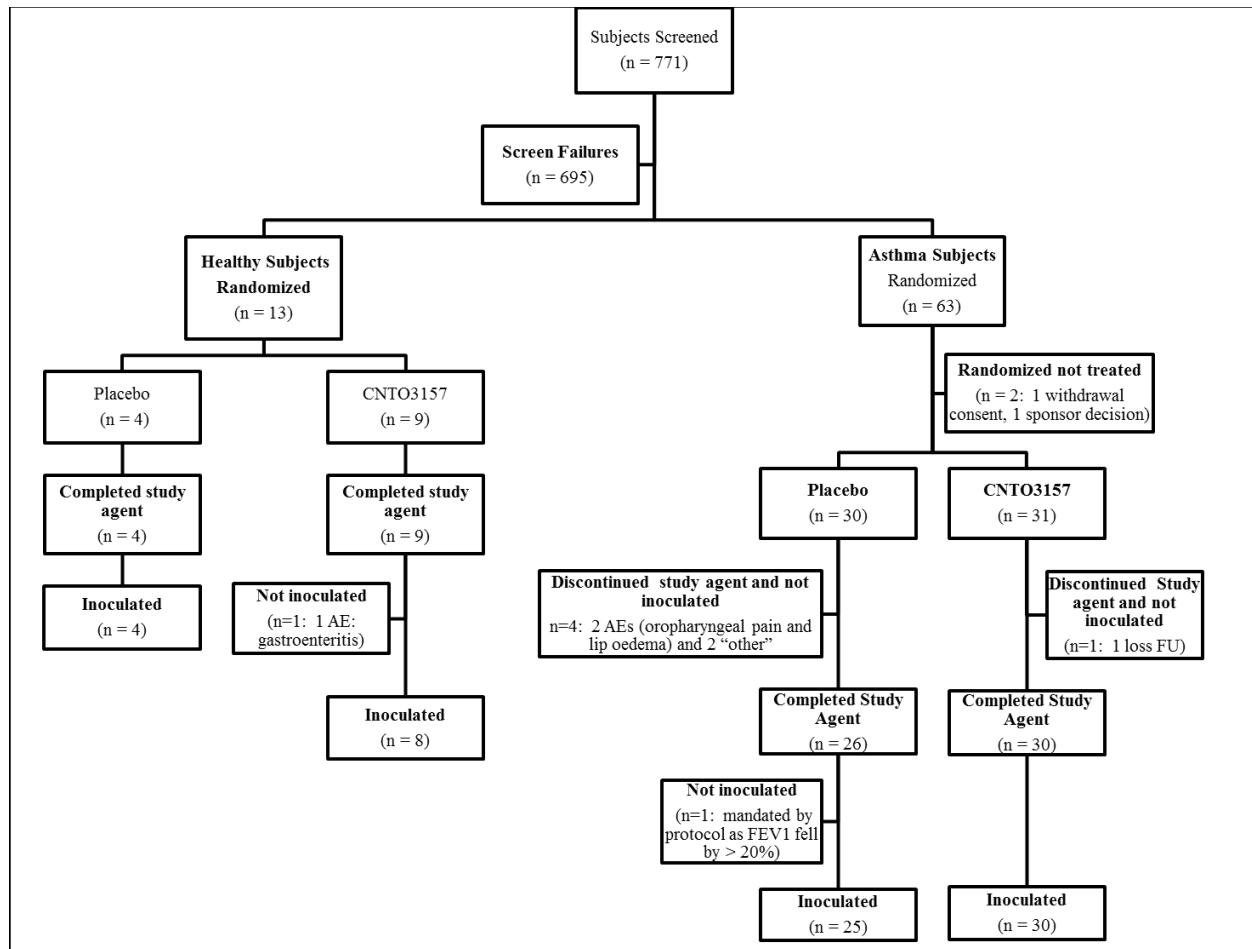 Subjects Screened
(n = 771)
Screen Failures
(n = 695)
Healthy Subjects
Randomized
(n = 13)
Asthma Subjects
Randomized
(n = 63)
Placebo
(n = 4)
CNTO3157
(n = 9)
Randomized not treated
(n = 2: 1 withdrawal
consent, 1 sponsor decision)
Completed study
agent
(n = 4)
Completed study
agent
(n = 9)
Placebo
(n = 30)
CNTO3157
(n = 31)
Inoculated
(n = 4)
Not inoculated
(n=1: 1 AE:
gastroenteritis)
Discontinued study agent and not
inoculated
n=4: 2 AEs (oropharyngeal pain and
lip oedema) and 2 “other”
Discontinued Study
agent and not
inoculated
(n=1: 1 loss FU)
Inoculated
(n = 8)
Completed Study
Agent
(n = 26)
Completed Study
Agent
(n = 30)
Not inoculated
(n=1: mandated by
protocol as FEV1 fell
by > 20%)
Inoculated
(n = 25)
Inoculated
(n = 30)